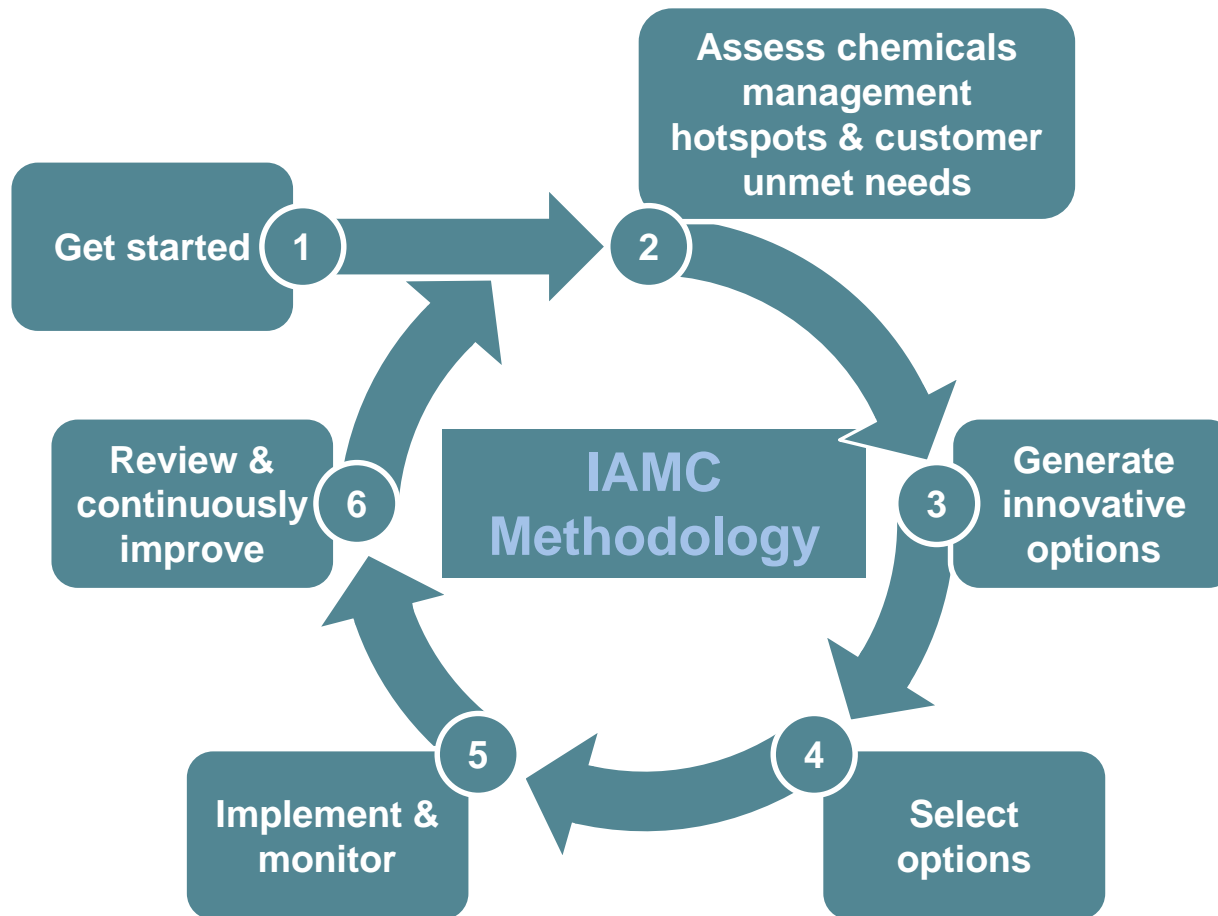 Get started
1
Assess chemicals
management
hotspots & customer
unmet needs
2
3
Generate
innovative
options
4
Select
options
5
Implement &
monitor
6
Review &
continuously
improve
IAMC
Methodology